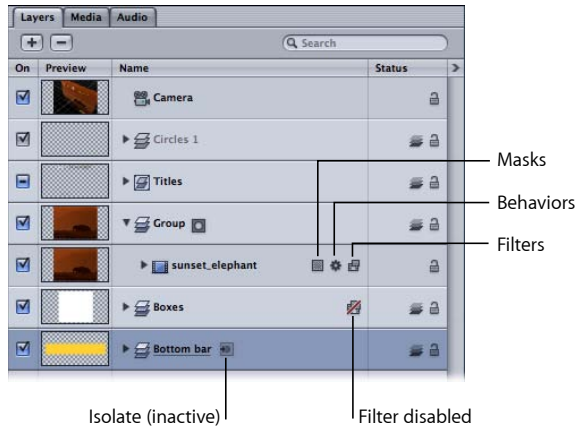 Layers Media Audio
Search
On Preview Name Status
Camera
Circles 1
Titles
Group
sunset_elephant
Boxes
Bottom bar
Masks
Behaviors
Filters
Isolate (inactive)
Filter disabled